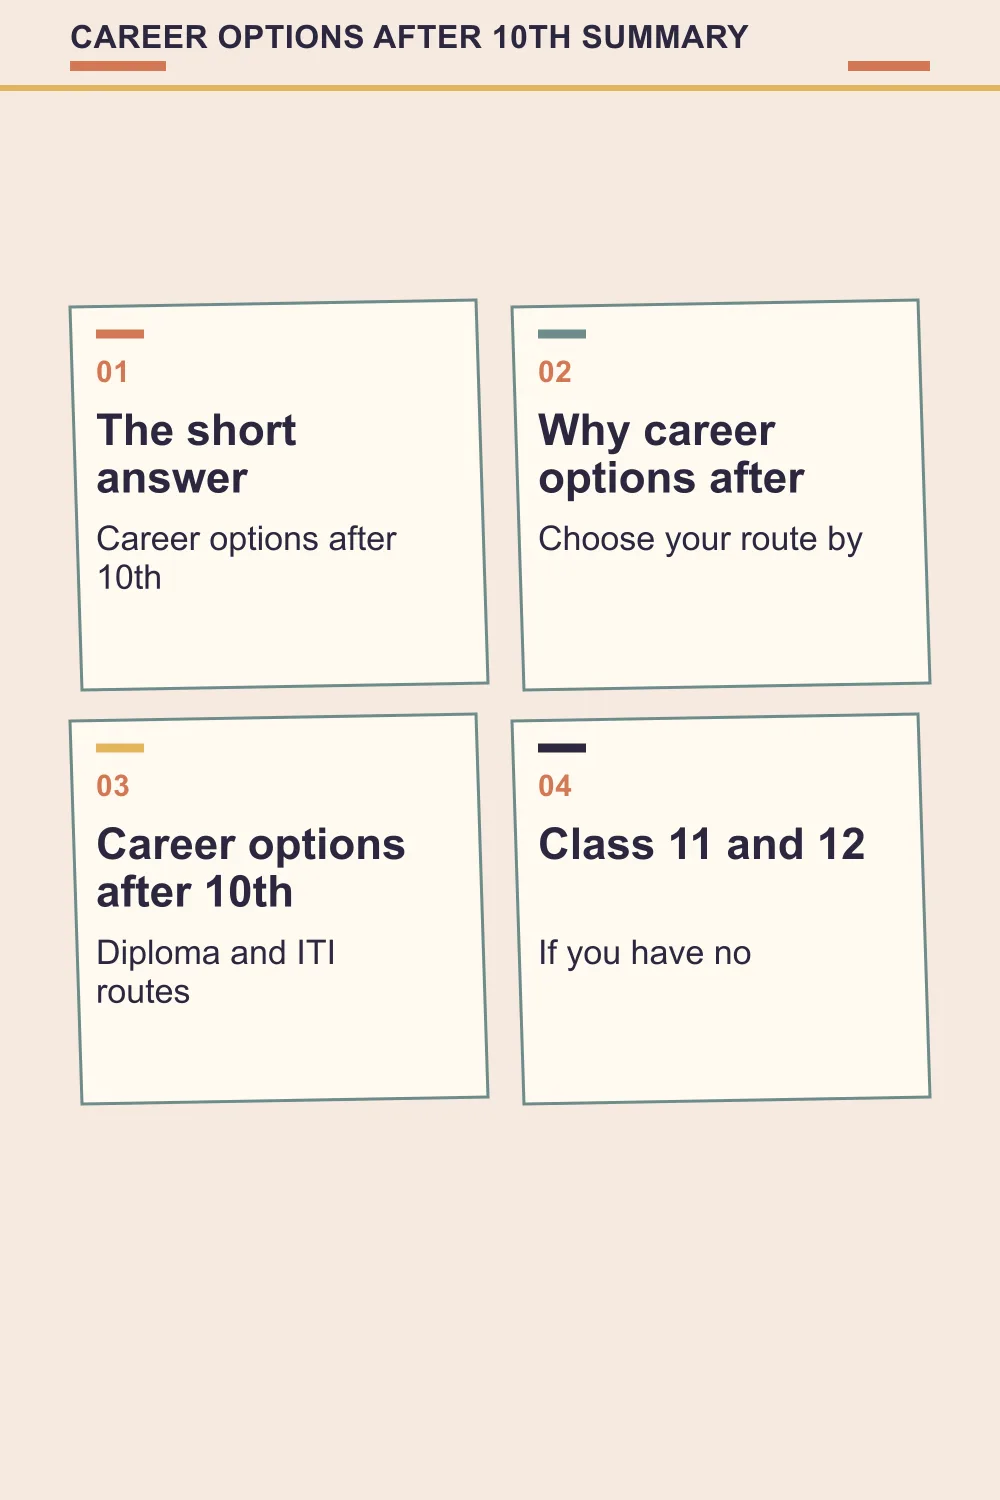 CAREER OPTIONS AFTER 10TH SUMMARY
01
The short
answer
Career options after
10th
02
Why career
options after
Choose your route by
03
Career options
after 10th
Diploma and ITI
routes
04
Class 11 and 12
If you have no